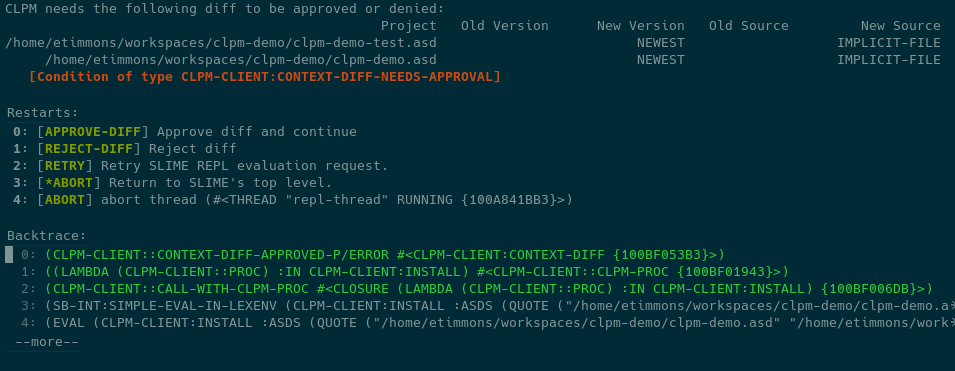 CLPM needs the following diff to be approved or denied:
Project Old Version New Version Old Source New Source
/home/etimmons/workspaces/clpm-demo/clpm-demo-test.asd NEWEST IMPLICIT-FILE
/home/etimmons/workspaces/clpm-demo/clpm-demo.asd NEWEST IMPLICIT-FILE
[Condition of type CLPM-CLIENT:CONTEXT-DIFF-NEEDS-APPROVAL]
Restarts:
0: [APPROVE-DIFF] Approve diff and continue
1: [REJECT-DIFF] Reject diff
2: [RETRY] Retry SLIME REPL evaluation request.
3: [*ABORT] Return to SLIME's top level.
4: [ABORT] abort thread (#<THREAD "repl-thread" RUNNING {100A841BB3}>)
Backtrace:
0: (CLPM-CLIENT::CONTEXT-DIFF-APPROVED-P/ERROR #<CLPM-CLIENT:CONTEXT-DIFF {100BF053B3}>)
1: ((LAMBDA (CLPM-CLIENT::PROC) :IN CLPM-CLIENT:INSTALL) #<CLPM-CLIENT::CLPM-PROC {100BF01943}>)
2: (CLPM-CLIENT::CALL-WITH-CLPM-PROC #<CLOSURE (LAMBDA (CLPM-CLIENT::PROC) :IN CLPM-CLIENT:INSTALL) {100BF006DB}>)
3: (SB-INT:SIMPLE-EVAL-IN-LEXENV (CLPM-CLIENT:INSTALL :ASDS (QUOTE ("/home/etimmons/workspaces/clpm-demo/clpm-demo.a
4: (EVAL (CLPM-CLIENT:INSTALL :ASDS (QUOTE ("/home/etimmons/workspaces/clpm-demo/clpm-demo.asd" "/home/etimmons/work
--more--